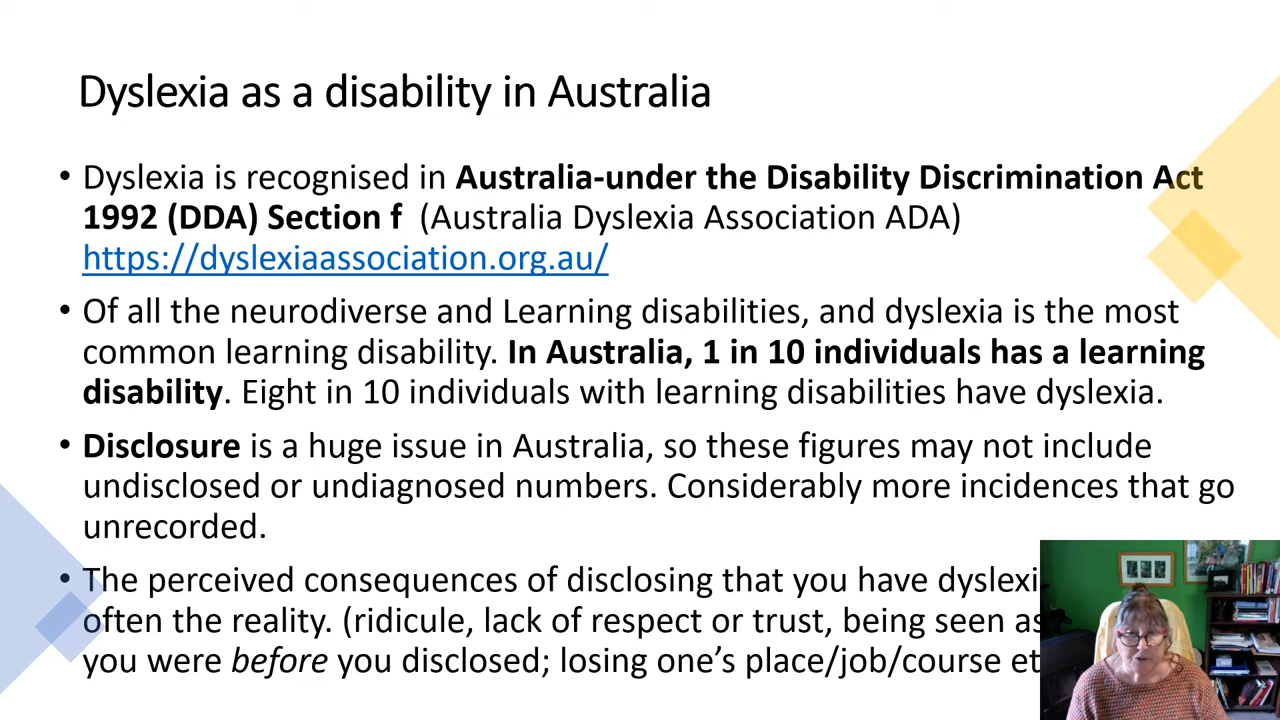 Dyslexia as a disability in Australia
• Dyslexia is recognised in Australia-under the Disability Discrimination Act
1992 (DDA) Section f (Australia Dyslexia Association ADA)
https://dyslexiaassociation.org.au/
• Of all the neurodiverse and Learning disabilities, and dyslexia is the most
common learning disability. In Australia, 1 in 10 individuals has a learning
disability. Eight in 10 individuals with learning disabilities have dyslexia.
• Disclosure is a huge issue in Australia, so these figures may not include
undisclosed or undiagnosed numbers. Considerably more incidences that go
unrecorded.
• The perceived consequences of disclosing that you have
often the reality. (ridicule, lack of respect or trust, being seen
you were before you disclosed; losing one’s place/job/course